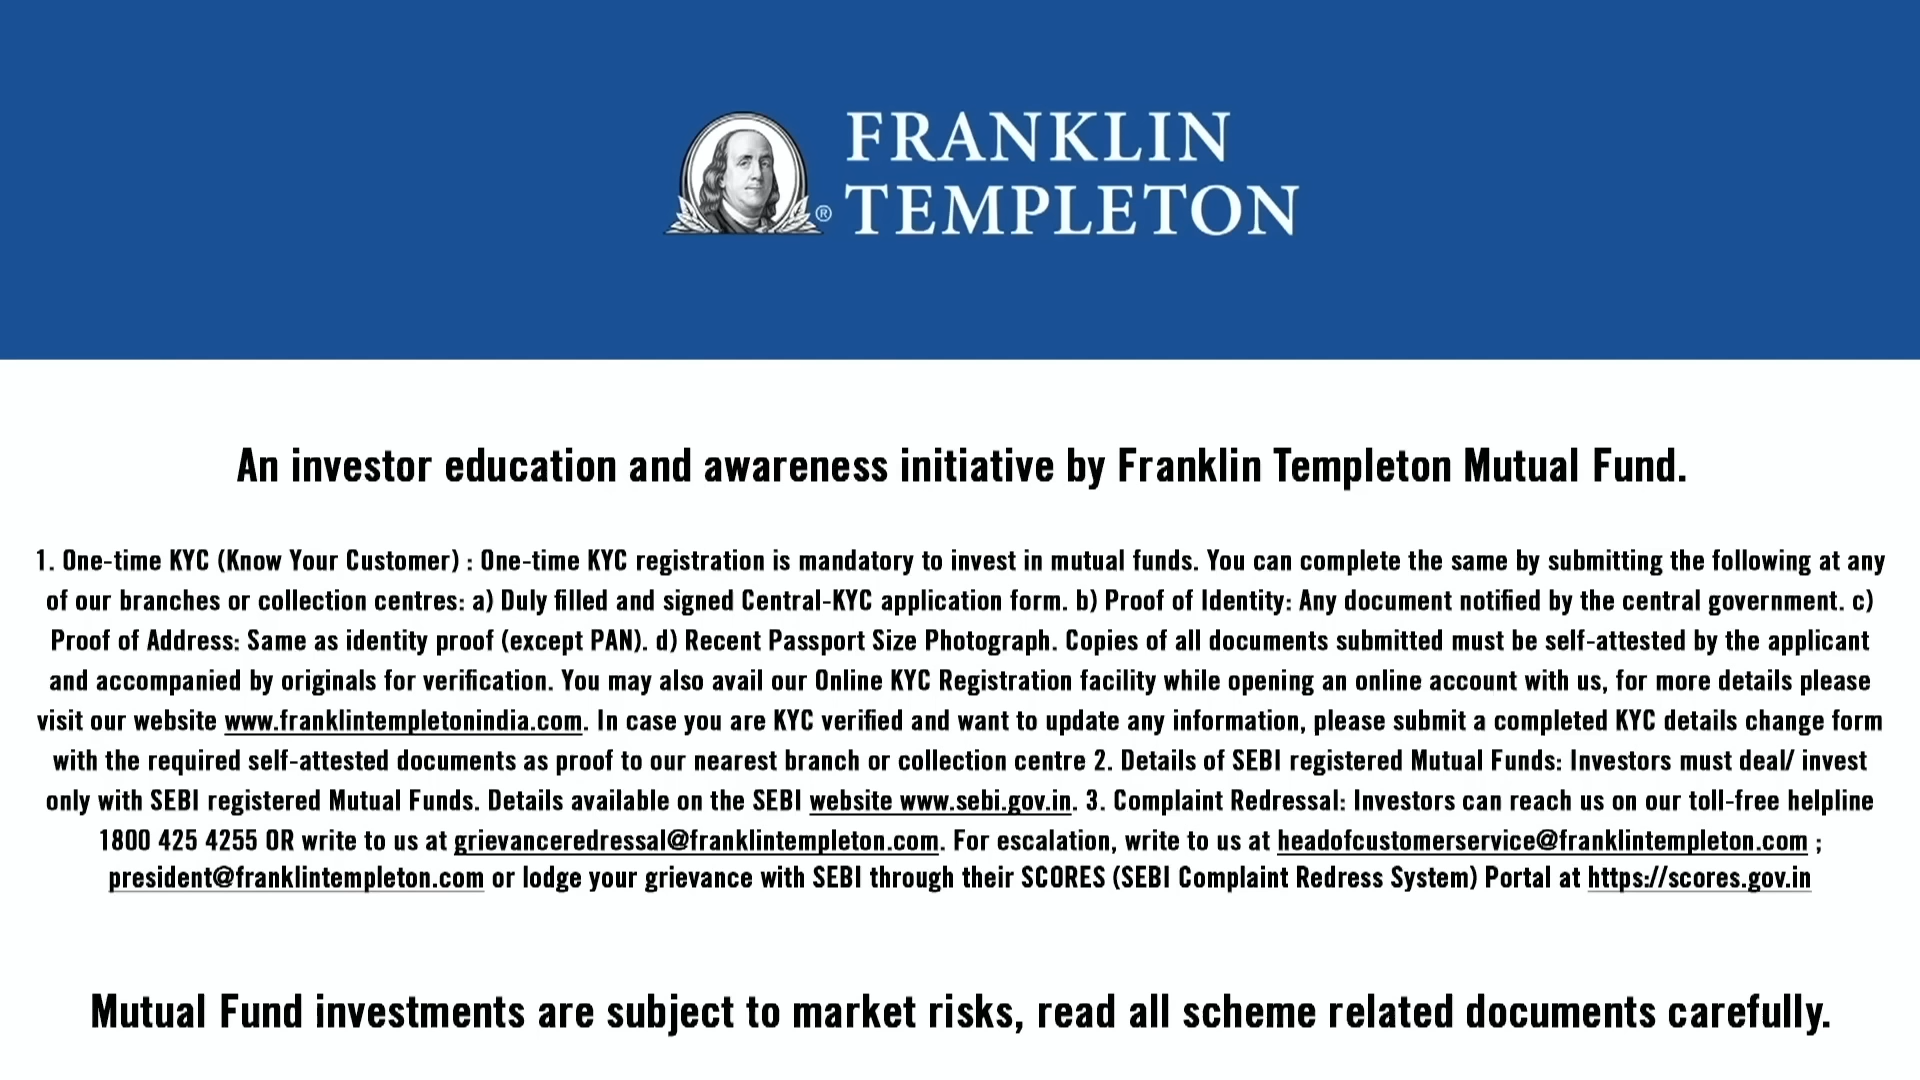 FRANKLIN
TEMPLETON
®
An investor education and awareness initiative by Franklin Templeton Mutual Fund.
1. One-time KYC (Know Your Customer) : One-time KYC registration is mandatory to invest in mutual funds. You can complete the same by submitting the following at any
of our branches or collection centres: a) Duly filled and signed Central-KYC application form. b) Proof of Identity: Any document notified by the central government. c)
Proof of Address: Same as identity proof (except PAN). d) Recent Passport Size Photograph. Copies of all documents submitted must be self-attested by the applicant
and accompanied by originals for verification. You may also avail our Online KYC Registration facility while opening an online account with us, for more details please
visit our website www.franklintempletonindia.com. In case you are KYC verified and want to update any information, please submit a completed KYC details change form
with the required self-attested documents as proof to our nearest branch or collection centre 2. Details of SEBI registered Mutual Funds: Investors must deal/ invest
only with SEBI registered Mutual Funds. Details available on the SEBI website www.sebi.gov.in. 3. Complaint Redressal: Investors can reach us on our toll-free helpline
1800 425 4255 OR write to us at grievanceredressal@franklintempleton.com. For escalation, write to us at headofcustomerservice@franklintempleton.com ;
president@franklintempleton.com or lodge your grievance with SEBI through their SCORES (SEBI Complaint Redress System) Portal at https://scores.gov.in
Mutual Fund investments are subject to market risks, read all scheme related documents carefully.